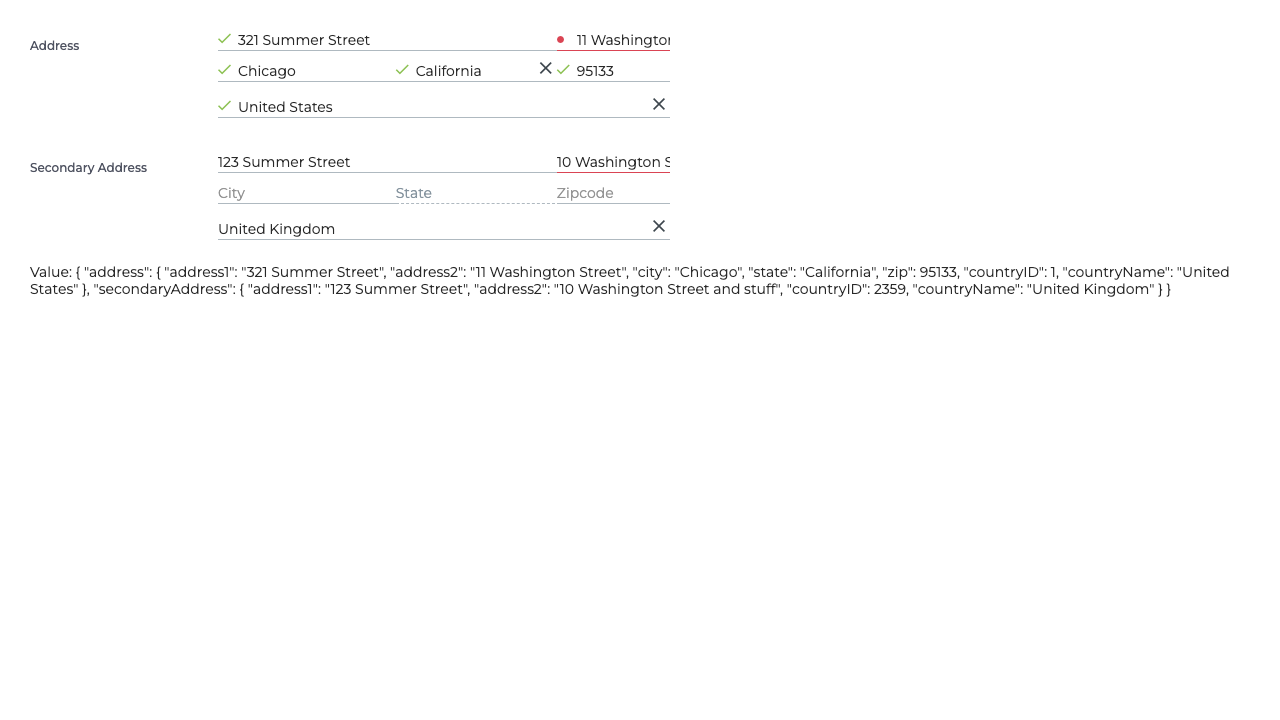 Address
321 Summer Street 11 Washington
Chicago California 95133
United States
Secondary Address
123 Summer Street 10 Washington S
City State Zipcode
United Kingdom
Value: { "address": { "address1": "321 Summer Street", "address2": "11 Washington Street", "city": "Chicago", "state": "California", "zip": 95133, "countryID": 1, "countryName": "United
States" }, "secondaryAddress": { "address1": "123 Summer Street", "address2": "10 Washington Street and stuff", "countryID": 2359, "countryName": "United Kingdom" } }